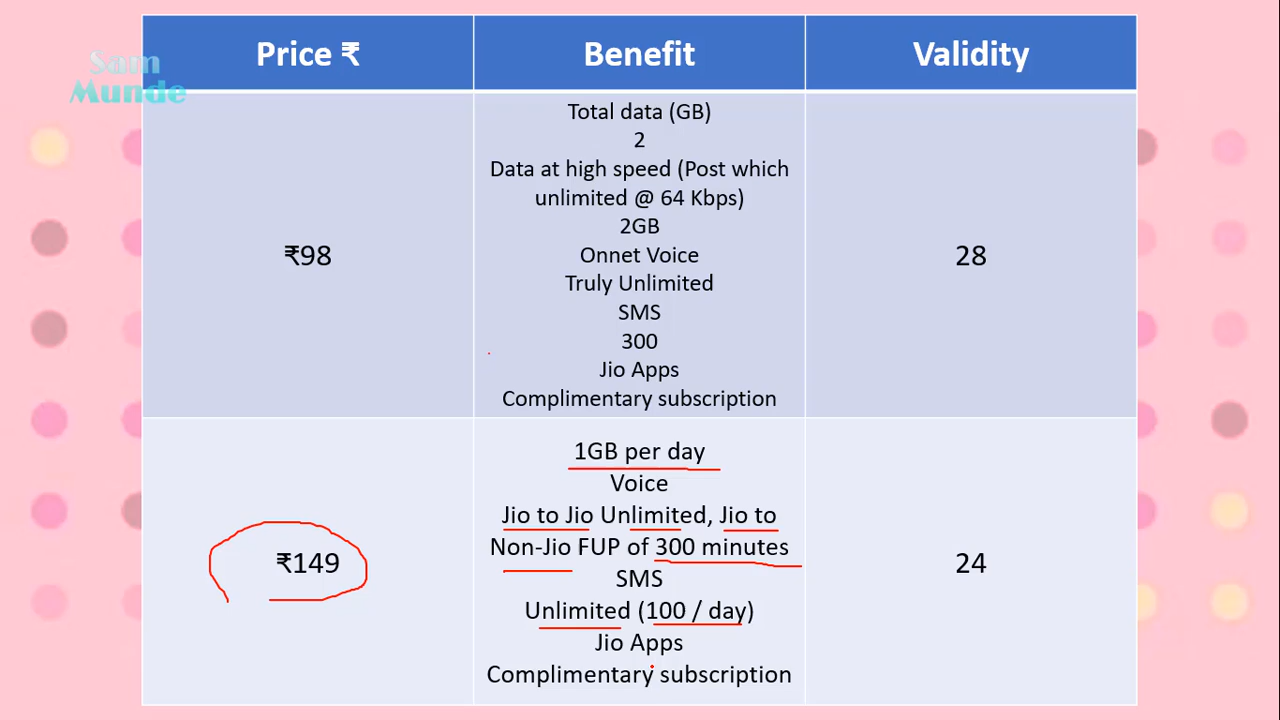 Sam
Munde
Price ₹
Benefit
Validity
₹98
Total data (GB)
2
Data at high speed (Post which
unlimited @ 64 Kbps)
2GB
Onnet Voice
Truly Unlimited
SMS
300
Jio Apps
Complimentary subscription
28
₹149
1GB per day
Voice
Jio to Jio Unlimited, Jio to
Non-Jio FUP of 300 minutes
SMS
Unlimited (100 / day)
Jio Apps
Complimentary subscription
24